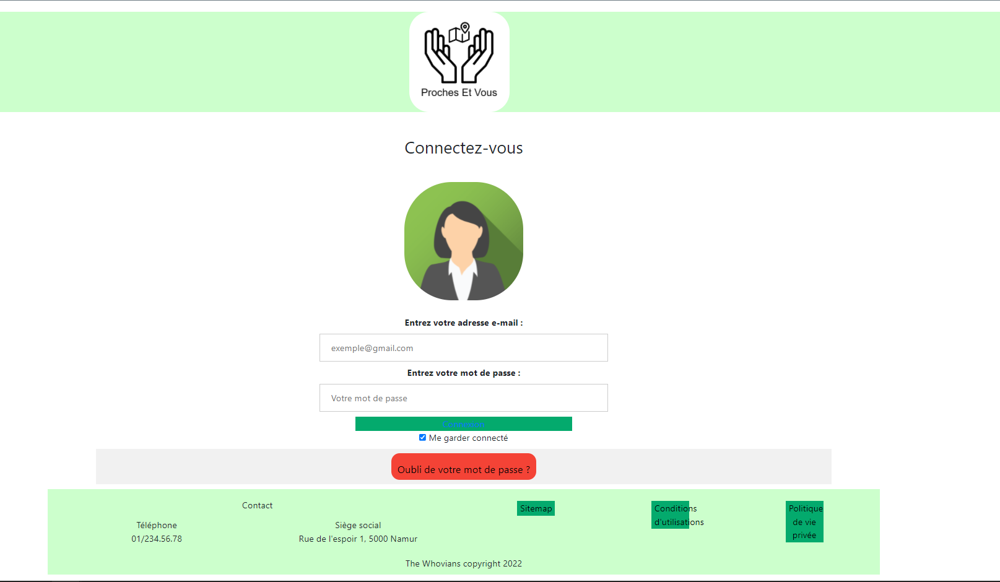 Proches Et Vous
Connectez-vous
Entrez votre adresse e-mail :
exemple@gmail.com
Entrez votre mot de passe :
Votre mot de passe
Connexion
Me garder connecté
Oubli de votre mot de passe ?
Contact
Téléphone
01/234.56.78
Siège social
Rue de l'espoir 1, 5000 Namur
Sitemap
Conditions
d'utilisations
Politique
de vie
privée
The Whovians copyright 2022